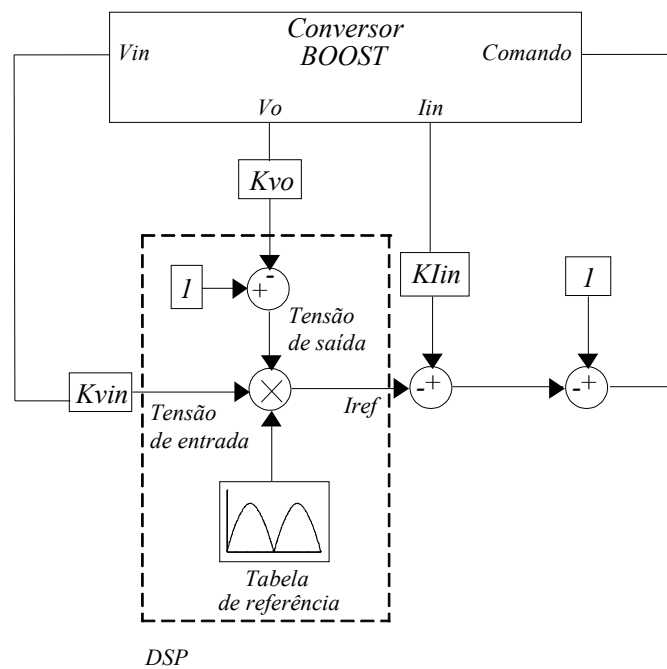 Conversor
BOOST
Vin
Comando
Vo
Iin
Kvo
KIin
1
1
+ -
Tensão
de saída
Kvin
Tensão
de entrada
×
Iref
- +
- +
Tabela
de referência
DSP